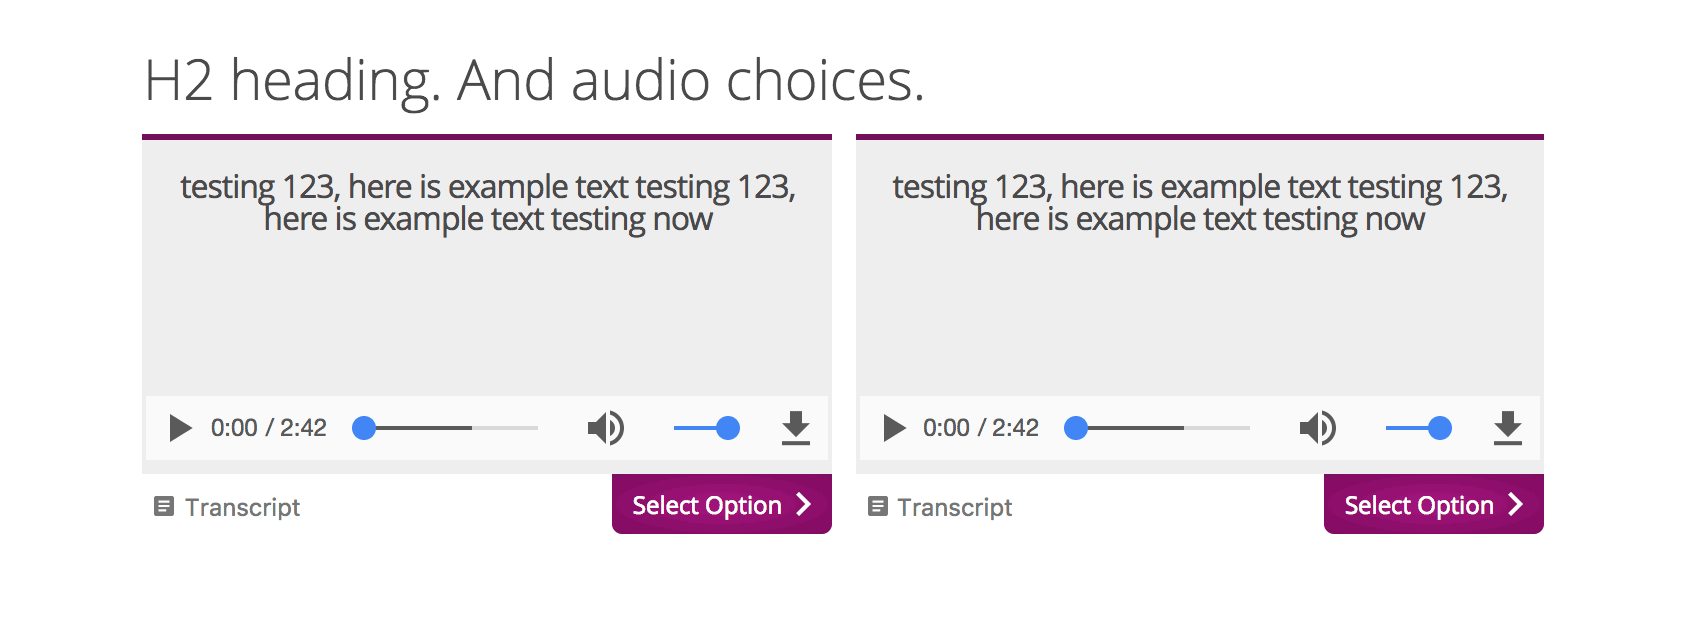 H2 heading. And audio choices.
testing 123, here is example text testing 123,
here is example text testing now
0:00 / 2:42
Transcript
Select Option
testing 123, here is example text testing 123,
here is example text testing now
0:00 / 2:42
Transcript
Select Option